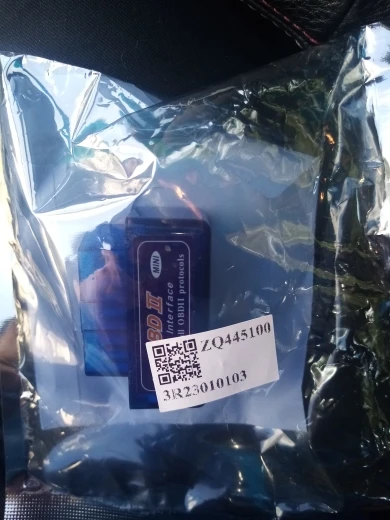 MINI
Interface
OBDII protocols
ZQ445100
3R23010103